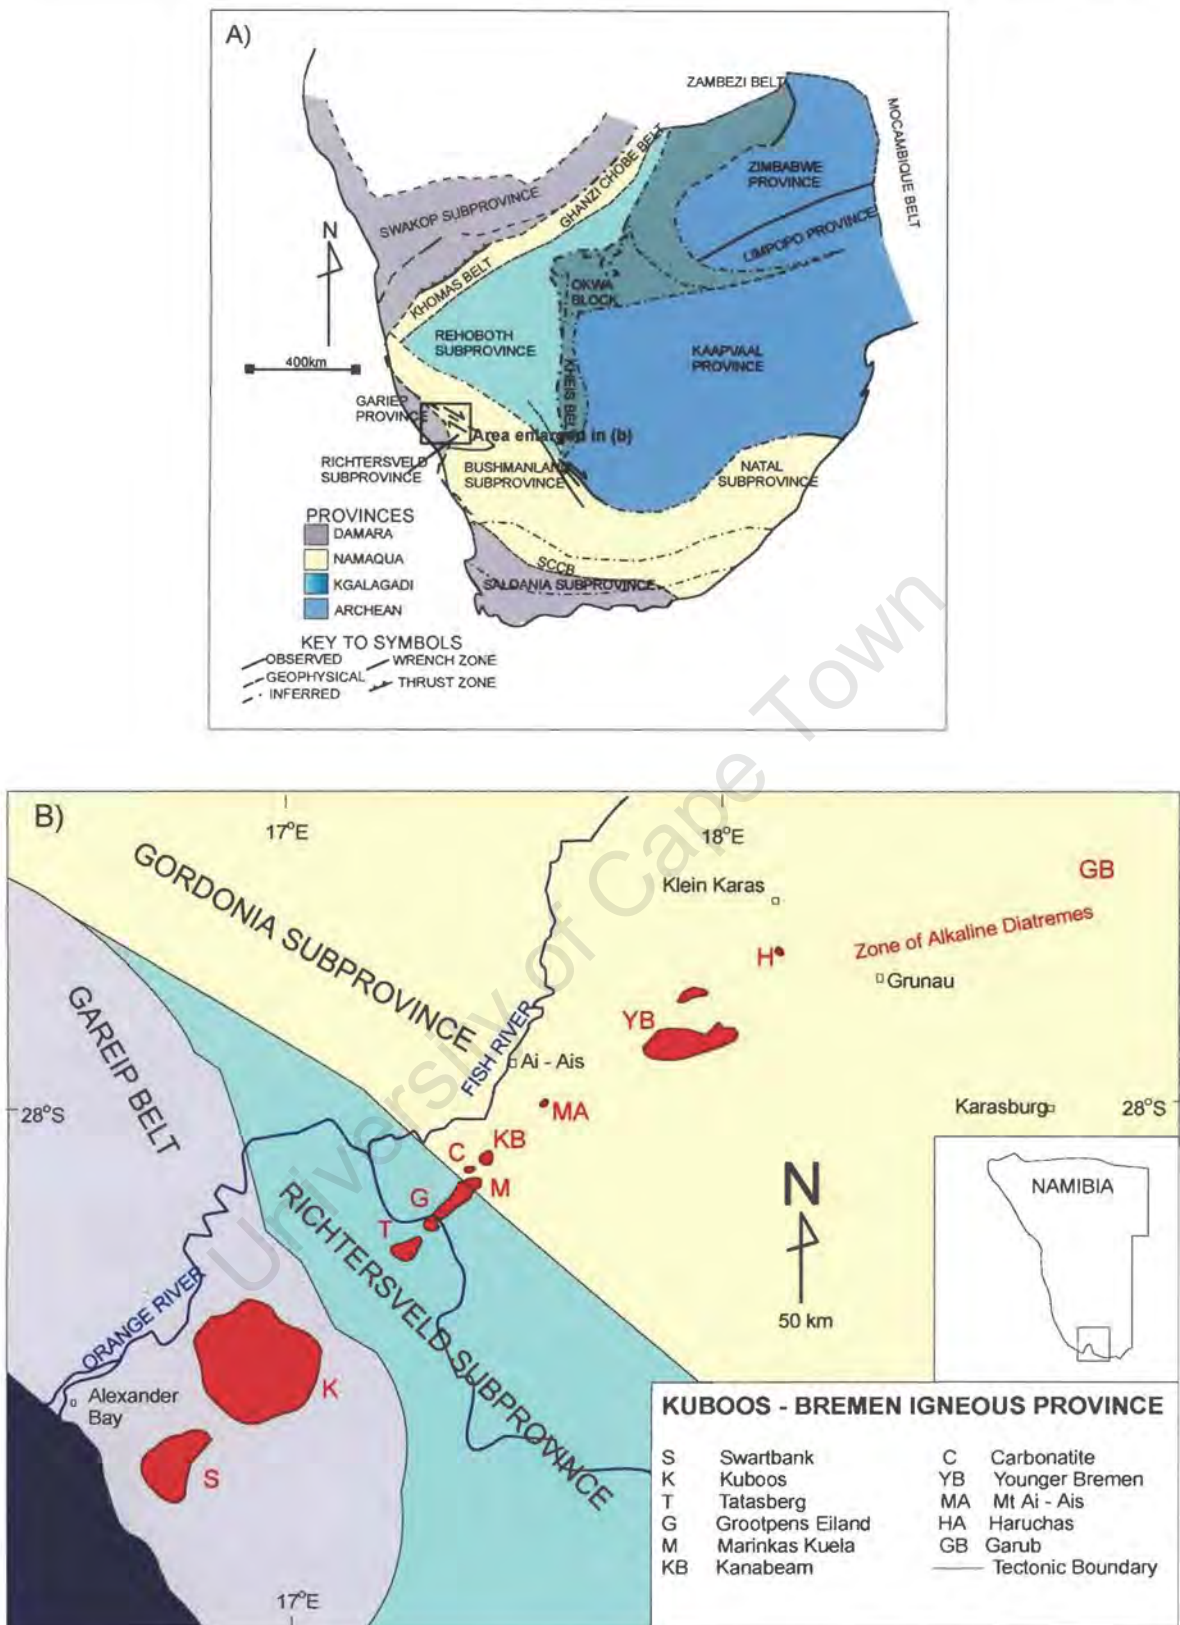 A)
ZAMBEZI BELT
MOCAMBIQUE BELT
ZIMBABWE
PROVINCE
LIMPOPO PROVINCE
GHANZI CHOBE BELT
SWAKOP SUBPROVINCE
N
KHOMAS BELT
OKWA
BLOCK
REHOBOTH
SUBPROVINCE
KAAPVAAL
PROVINCE
KHEIS BELT
400km
GARIEP
PROVINCE
Area enlarged in (b)
RICHTERSVELD
SUBPROVINCE
BUSHMANLAND
SUBPROVINCE
NATAL
SUBPROVINCE
PROVINCES
DAMARA
NAMAQUA
KGALAGADI
ARCHEAN
SCCB
SALDANIA SUBPROVINCE
KEY TO SYMBOLS
OBSERVED
WRENCH ZONE
GEOPHYSICAL
THRUST ZONE
INFERRED
University of Cape Town
B)
17°E
18°E
GORDONIA SUBPROVINCE
Klein Karas
GB
Zone of Alkaline Diatremes
H
Grunau
GAREIP BELT
FISH RIVER
YB
Ai - Ais
28°S
MA
Karasburg
28°S
KB
C
M
N
NAMIBIA
G
T
RICHTERSVELD SUBPROVINCE
ORANGE RIVER
50 km
K
Alexander
Bay
S
17°E
KUBOOS - BREMEN IGNEOUS PROVINCE
S Swartbank
C Carbonatite
K Kuboos
YB Younger Bremen
T Tatasberg
MA Mt Ai - Ais
G Grootpens Eiland
HA Haruchas
M Marinkas Kuela
GB Garub
KB Kanabeam
Tectonic Boundary